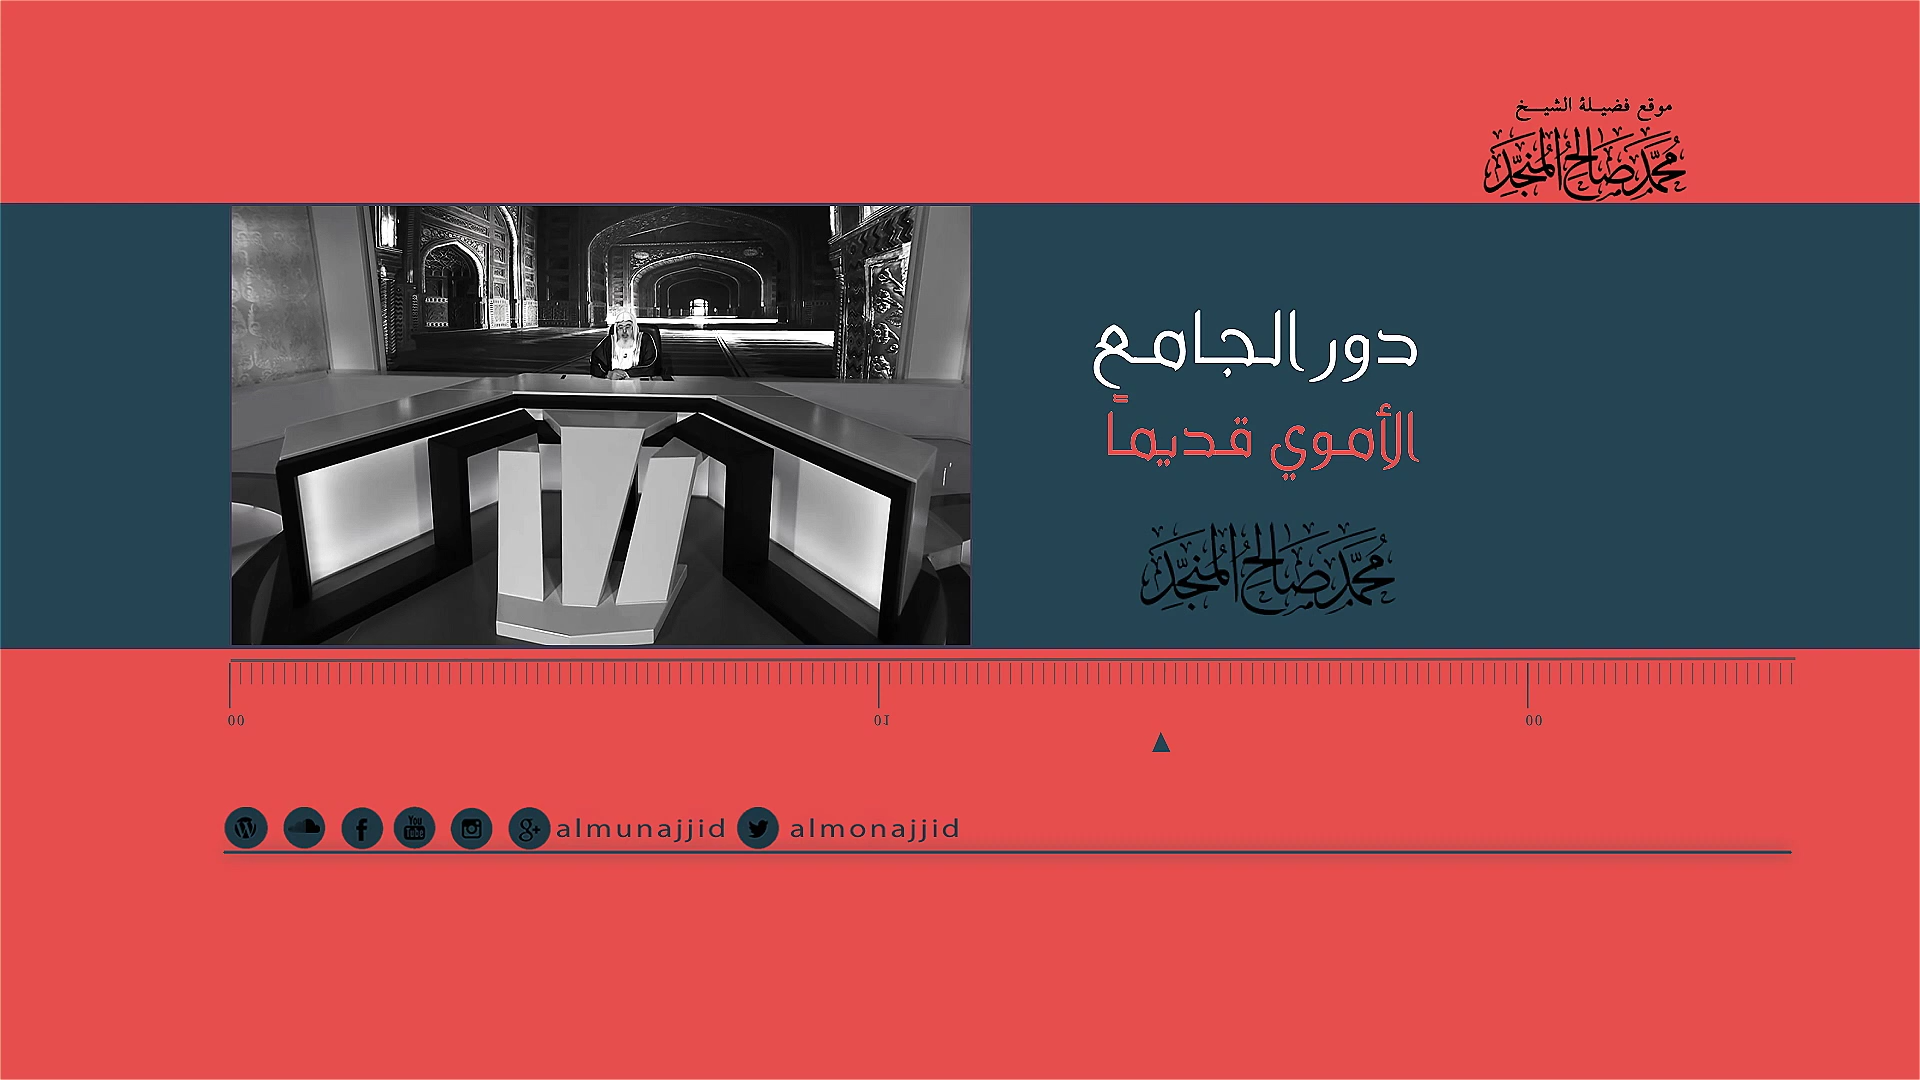 موقع فضيلة الشيخ
محمد صالح المنجد
دور الجامع
الأموي قديماً
محمد صالح المنجد
00 01 00
almunajjid almonajjid